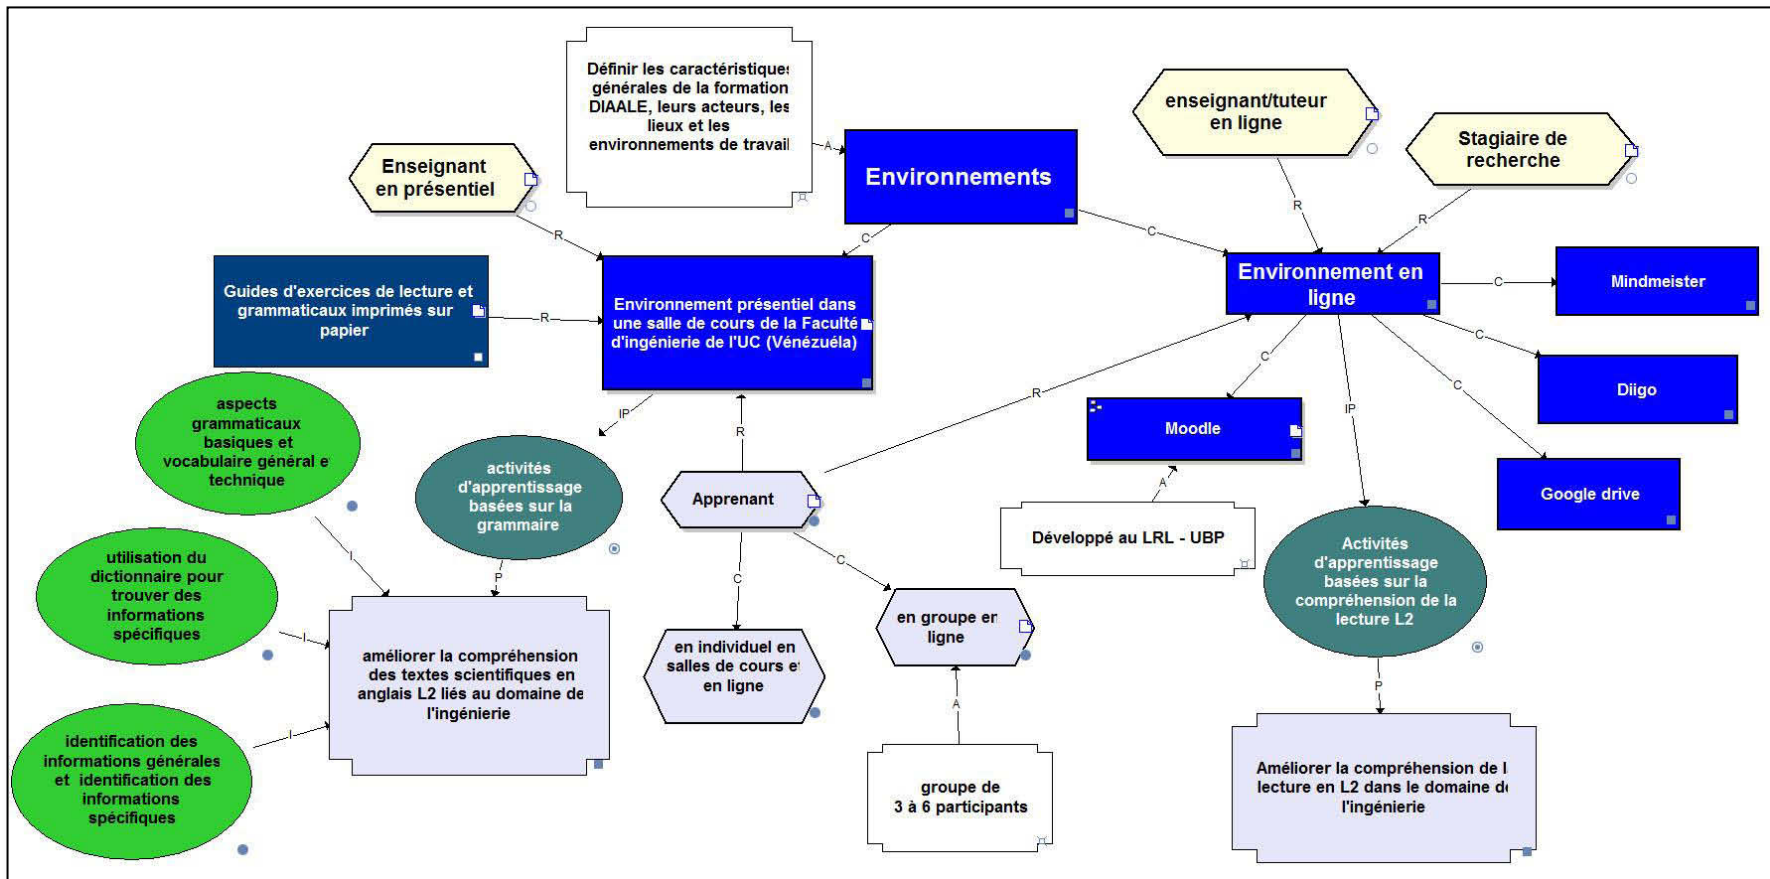 Définir les caractéristiques
générales de la formation
DIAALE, leurs acteurs, les
lieux et les
environnements de travail
A
Environnements
enseignant/tuteur
en ligne
Stagiaire de
recherche
Enseignant
en présentiel
R
C
C
R
R
Guides d'exercices de lecture et
grammaticaux imprimés sur
papier
R
Environnement présentiel dans
une salle de cours de la Faculté
d'ingénierie de l'UC (Vénézuéla)
Environnement en
ligne
C
Mindmeister
C
Diigo
C
Google drive
C
Moodle
A
Développé au LRL - UBP
IP
Activités
d'apprentissage
basées sur la
compréhension de la
lecture L2
P
Améliorer la compréhension de l
lecture en L2 dans le domaine de
l'ingénierie
R
R
Apprenant
C
C
en individuel en
salles de cours et
en ligne
en groupe en
ligne
A
groupe de
3 à 6 participants
IP
activités
d'apprentissage
basées sur la
grammaire
P
aspects
grammaticaux
basiques et
vocabulaire général e
technique
I
utilisation du
dictionnaire pour
trouver des
informations
spécifiques
I
identification des
informations générales
et identification des
informations
spécifiques
I
améliorer la compréhension
des textes scientifiques en
anglais L2 liés au domaine de
l'ingénierie